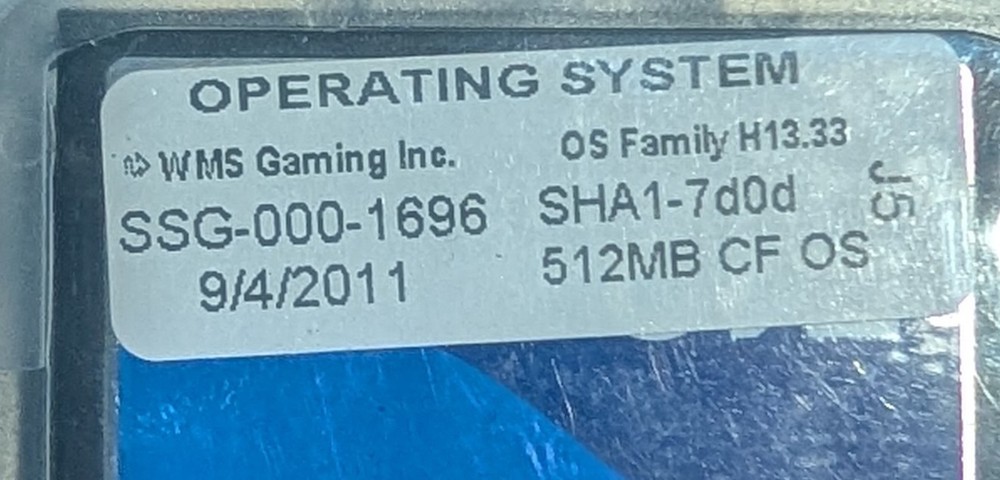 OPERATING SYSTEM
WMS Gaming Inc.
OS Family H13.33
SSG-000-1696
SHA1-7d0d
J5
9/4/2011
512MB CF OS